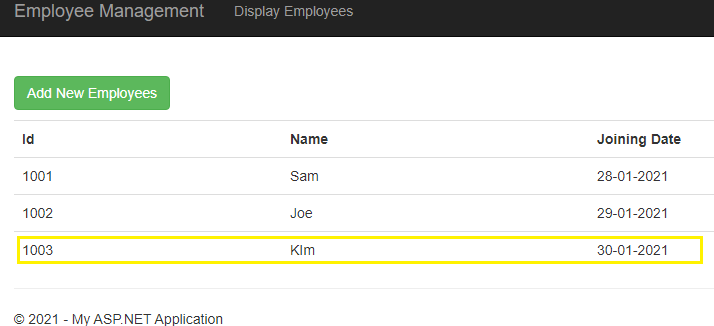 Employee Management Display Employees
Add New Employees
Id Name Joining Date
1001 Sam 28-01-2021
1002 Joe 29-01-2021
1003 KIm 30-01-2021
© 2021 - My ASP.NET Application